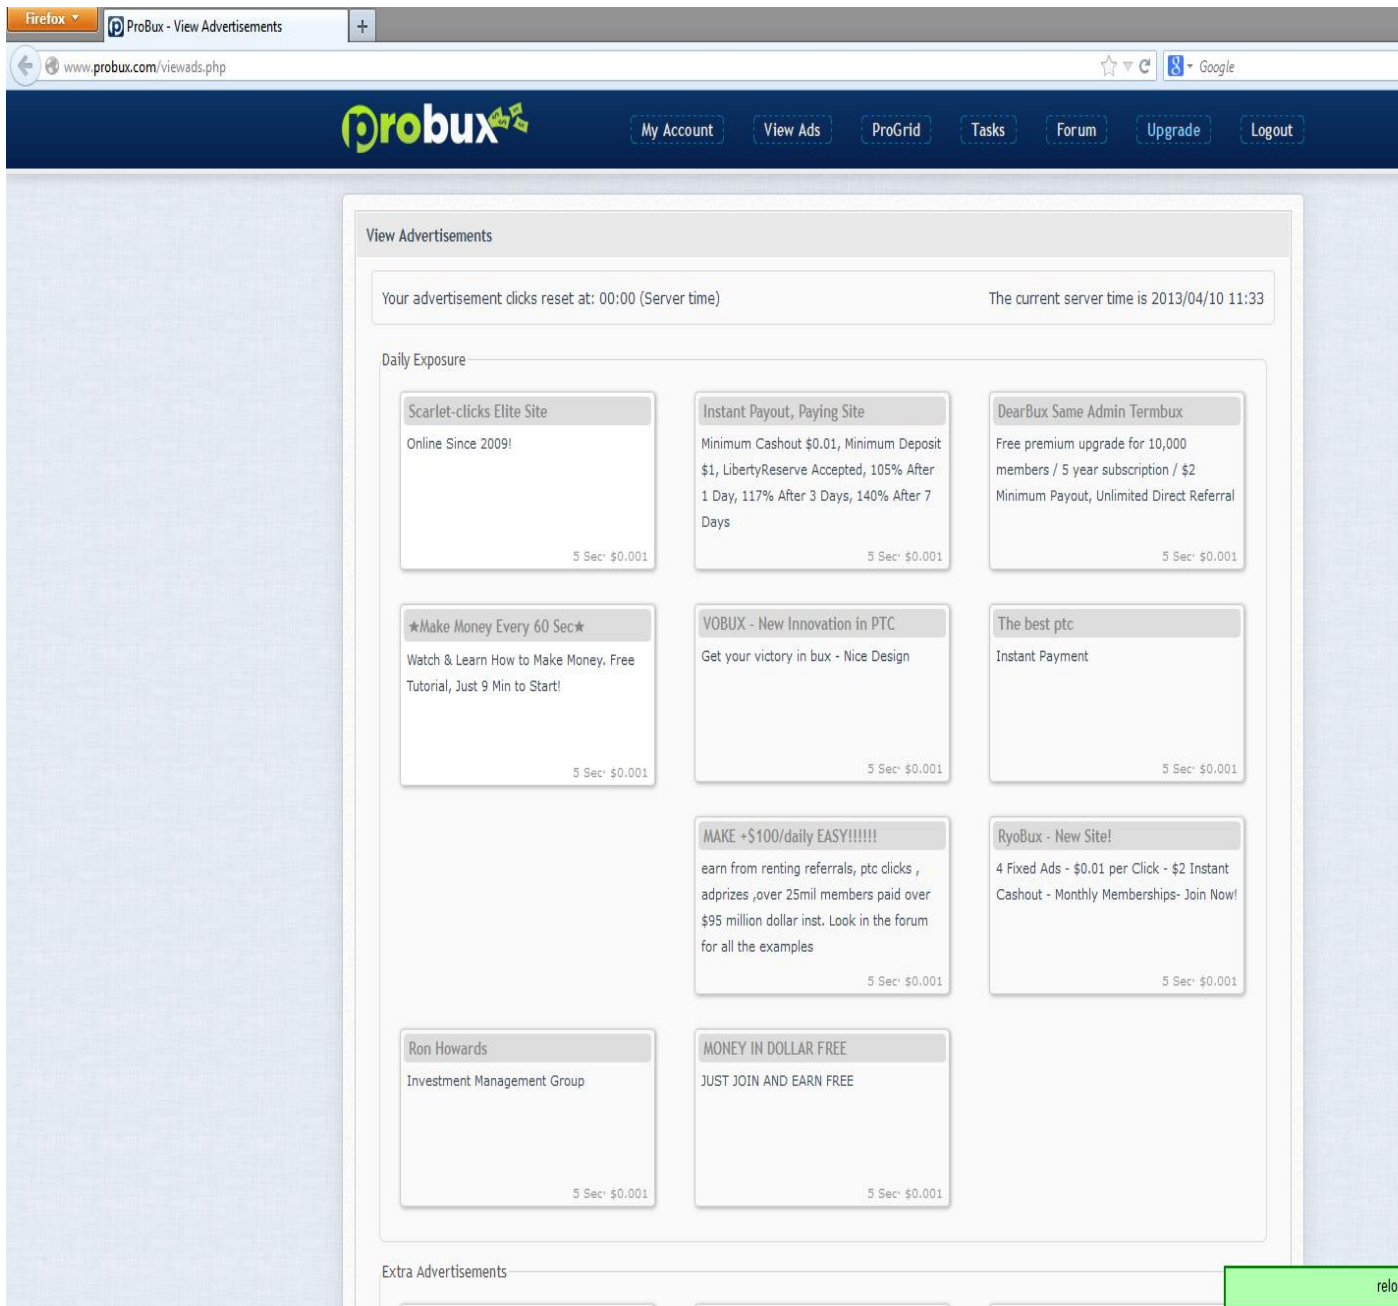 Firefox
ProBux - View Advertisements
www.probux.com/viewads.php
Google
probux
My Account
View Ads
ProGrid
Tasks
Forum
Upgrade
Logout
View Advertisements
Your advertisement clicks reset at: 00:00 (Server time)
The current server time is 2013/04/10 11:33
Daily Exposure
Scarlet-clicks Elite Site
Online Since 2009!
5 Sec· $0.001
Instant Payout, Paying Site
Minimum Cashout $0.01, Minimum Deposit
$1, LibertyReserve Accepted, 105% After
1 Day, 117% After 3 Days, 140% After 7
Days
5 Sec· $0.001
DearBux Same Admin Termbux
Free premium upgrade for 10,000
members / 5 year subscription / $2
Minimum Payout, Unlimited Direct Referral
5 Sec· $0.001
★Make Money Every 60 Sec★
Watch & Learn How to Make Money. Free
Tutorial, Just 9 Min to Start!
5 Sec· $0.001
VOBUX - New Innovation in PTC
Get your victory in bux - Nice Design
5 Sec· $0.001
The best ptc
Instant Payment
5 Sec· $0.001
MAKE +$100/daily EASY!!!!!!
earn from renting referrals, ptc clicks ,
adprizes ,over 25mil members paid over
$95 million dollar inst. Look in the forum
for all the examples
5 Sec· $0.001
RyoBux - New Site!
4 Fixed Ads - $0.01 per Click - $2 Instant
Cashout - Monthly Memberships- Join Now!
5 Sec· $0.001
Ron Howards
Investment Management Group
5 Sec· $0.001
MONEY IN DOLLAR FREE
JUST JOIN AND EARN FREE
5 Sec· $0.001
Extra Advertisements
relo